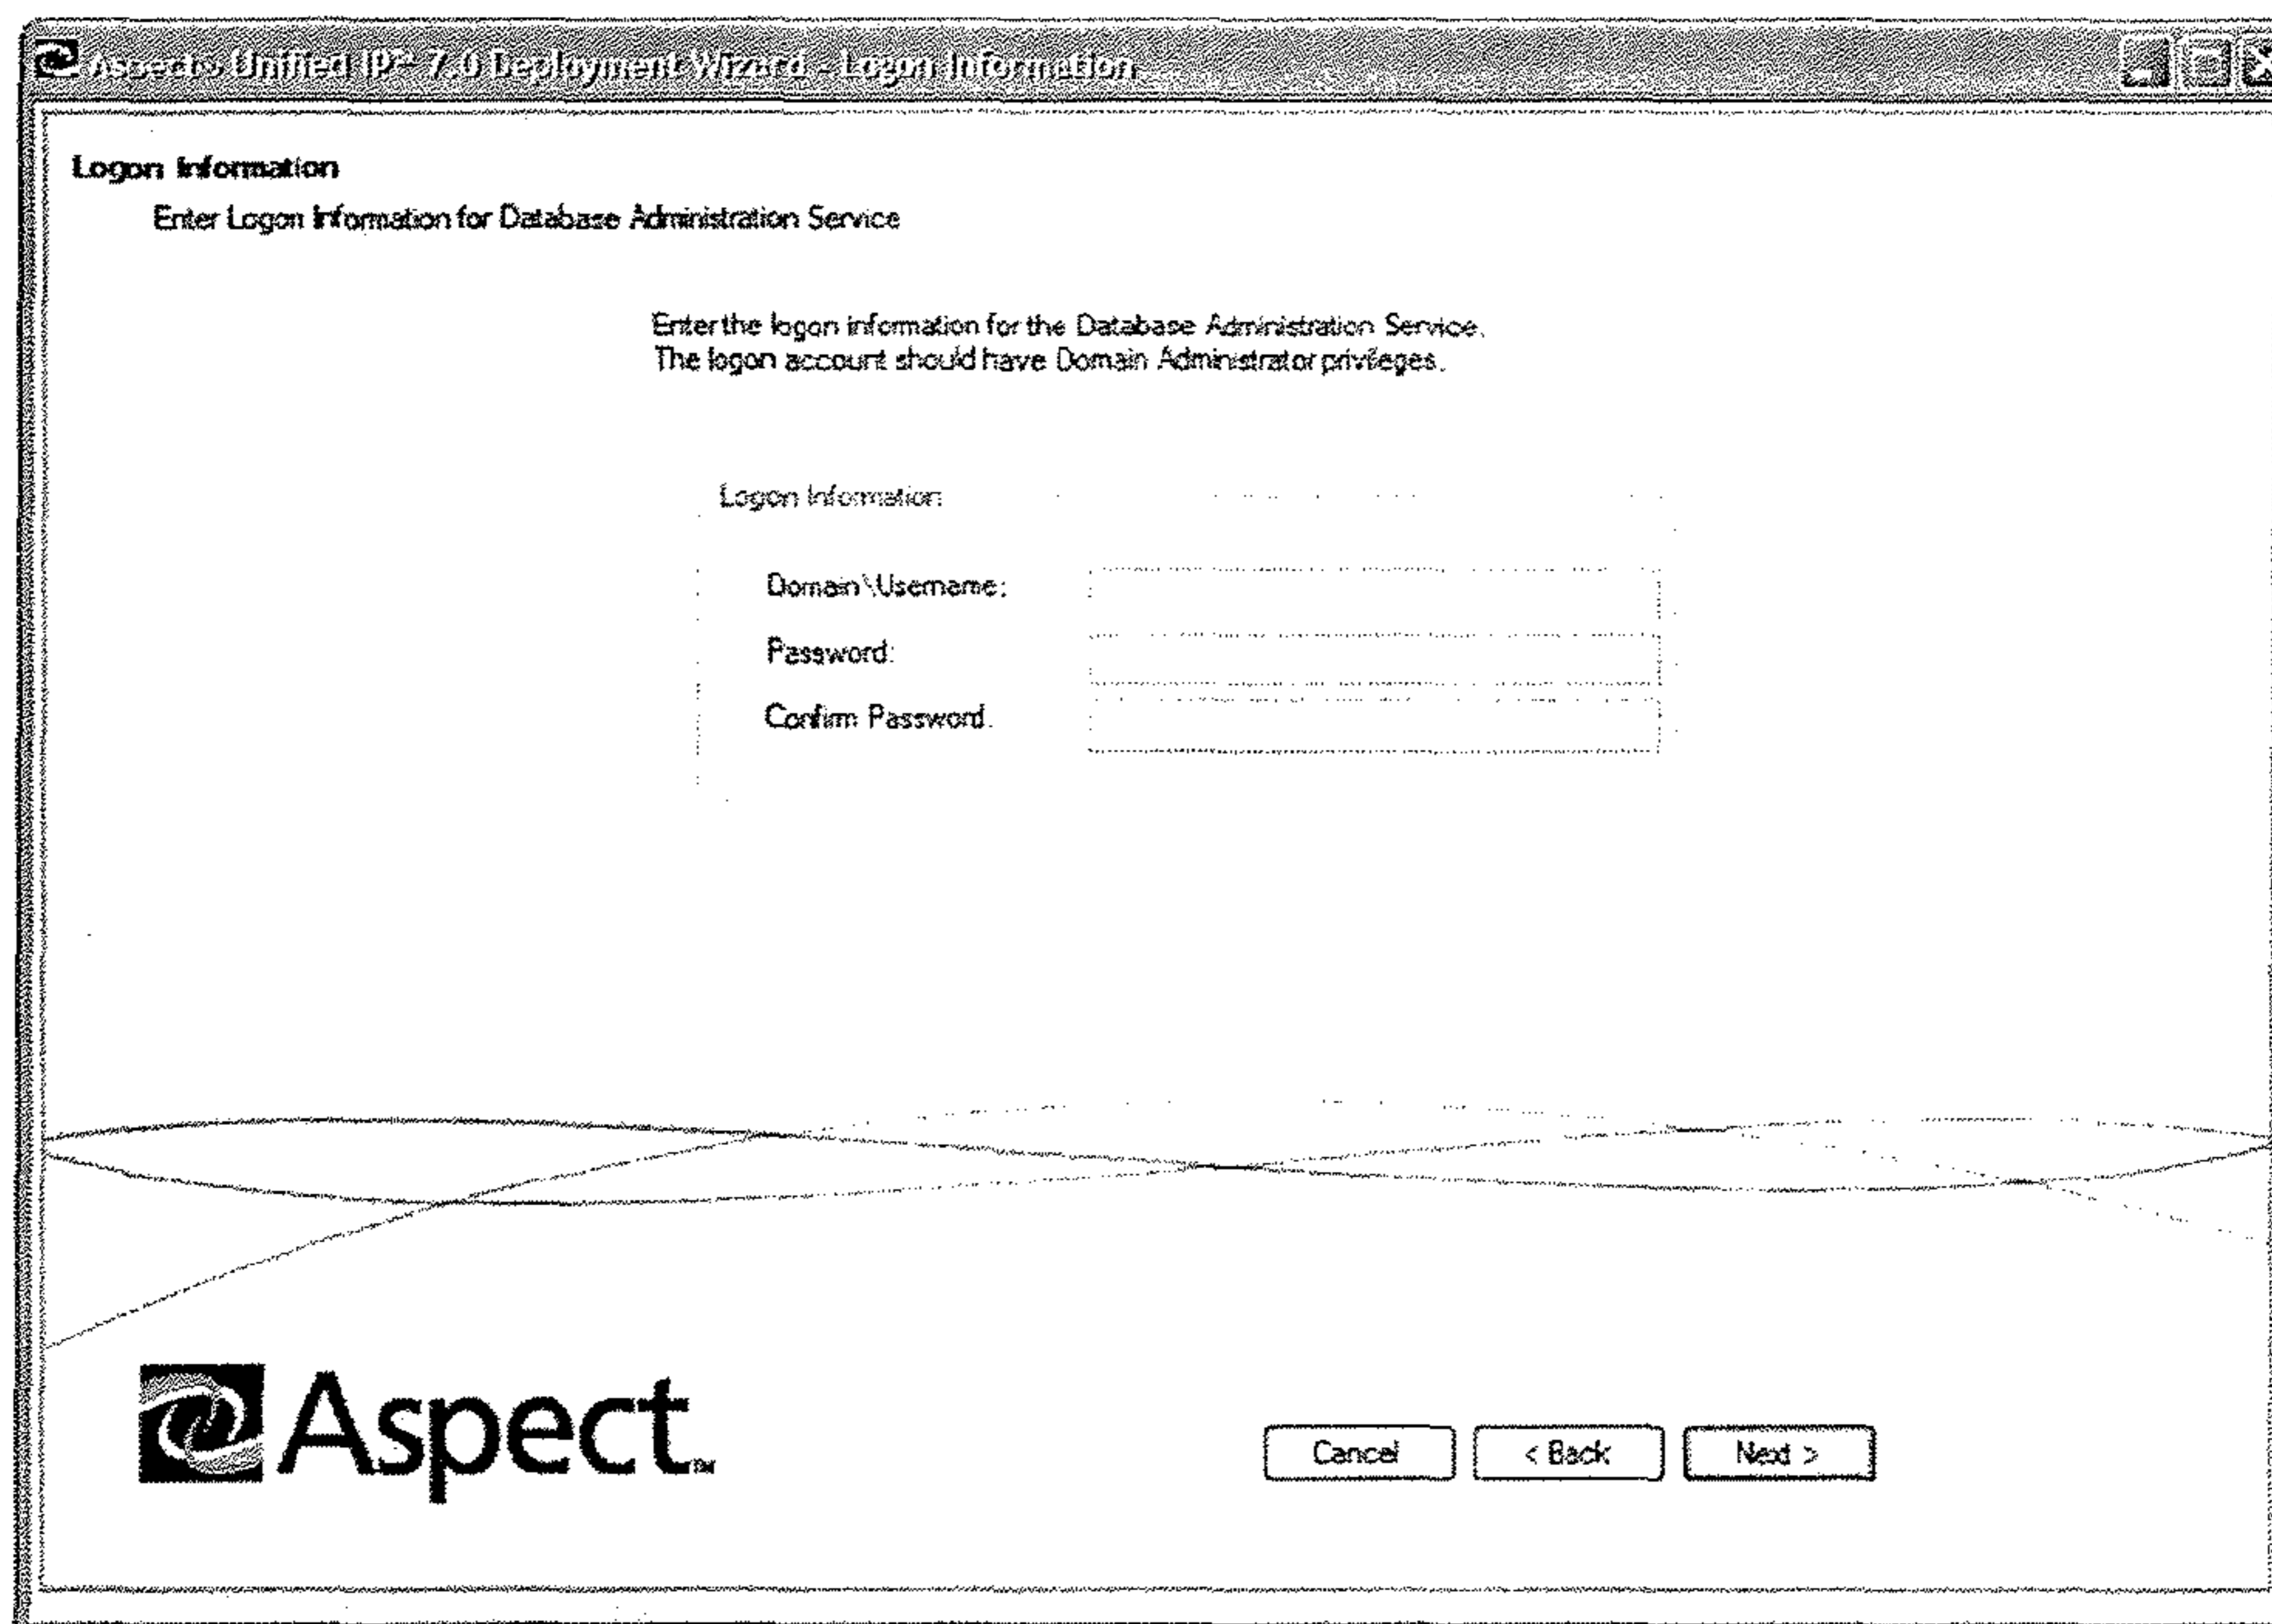 Aspect® Unified IP™ 7.0 Deployment Wizard - Logon Information
Logon Information
Enter Logon Information for Database Administration Service
Enter the logon information for the Database Administration Service.
The logon account should have Domain Administrator privileges.
Logon Information
Domain\Username:
Password:
Confirm Password:
Aspect™
Cancel
< Back
Next >